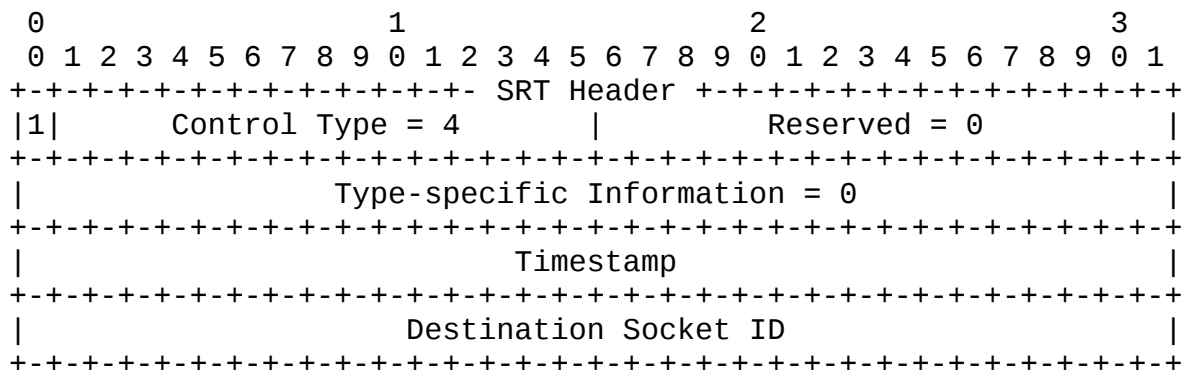 0                   1                   2                   3
 0 1 2 3 4 5 6 7 8 9 0 1 2 3 4 5 6 7 8 9 0 1 2 3 4 5 6 7 8 9 0 1
+-+-+-+-+-+-+-+-+-+-+-+-+- SRT Header +-+-+-+-+-+-+-+-+-+-+-+-+-+
|1|      Control Type = 4       |         Reserved = 0          |
+-+-+-+-+-+-+-+-+-+-+-+-+-+-+-+-+-+-+-+-+-+-+-+-+-+-+-+-+-+-+-+-+
|                 Type-specific Information = 0                 |
+-+-+-+-+-+-+-+-+-+-+-+-+-+-+-+-+-+-+-+-+-+-+-+-+-+-+-+-+-+-+-+-+
|                           Timestamp                           |
+-+-+-+-+-+-+-+-+-+-+-+-+-+-+-+-+-+-+-+-+-+-+-+-+-+-+-+-+-+-+-+-+
|                     Destination Socket ID                     |
+-+-+-+-+-+-+-+-+-+-+-+-+-+-+-+-+-+-+-+-+-+-+-+-+-+-+-+-+-+-+-+-+